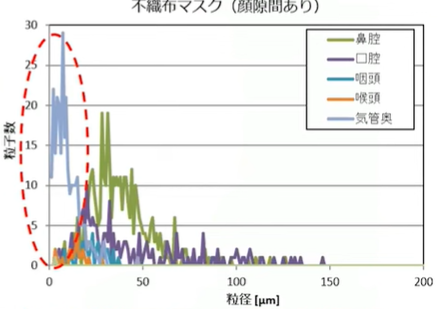 不織布マスク（顔隙間あり）
30
25
20
15
10
5
0
粒子数
0 50 100 150 200
粒径 [μm]
鼻腔
口腔
咽頭
喉頭
気管奥